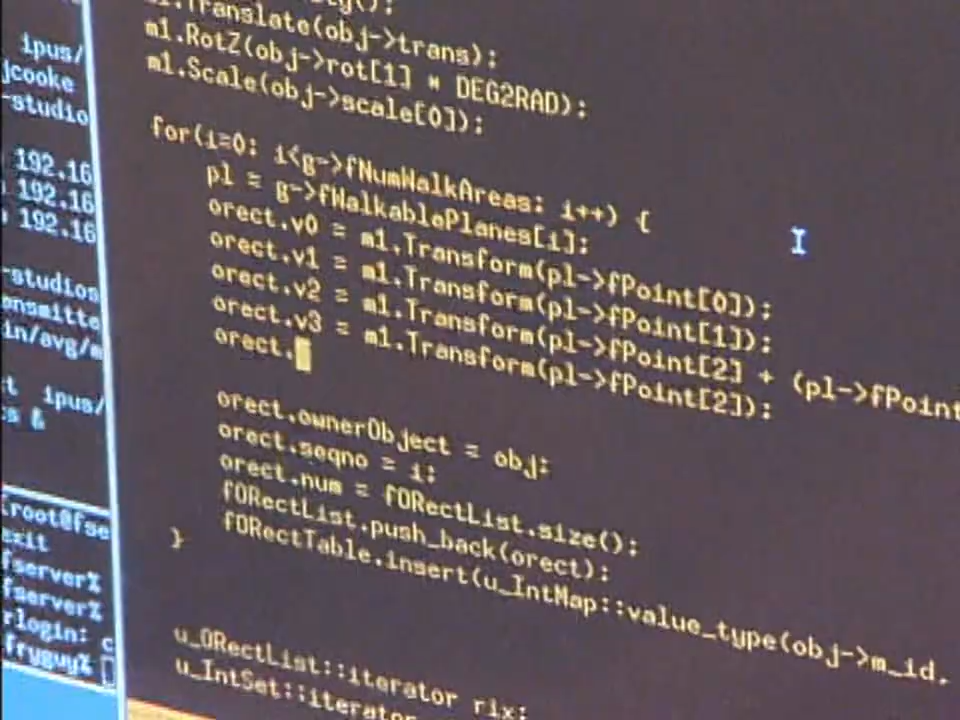 m1.Translate(obj->trans);
m1.RotZ(obj->rot[1] * DEG2RAD);
m1.Scale(obj->scale[0]);
for(i=0; i<g->fNumWalkAreas; i++) {
pl = g->fWalkablePlanes[i];
orect.v0 = m1.Transform(pl->fPoint[0]);
orect.v1 = m1.Transform(pl->fPoint[1]);
orect.v2 = m1.Transform(pl->fPoint[2] + (pl->fPoint
orect.v3 = m1.Transform(pl->fPoint[2]);
orect.
orect.ownerObject = obj;
orect.seqno = i;
orect.num = fORectList.size();
fORectList.push_back(orect);
fORectTable.insert(u_IntMap::value_type(obj->m_id,
}
u_ORectList::iterator rix;
u_IntSet::iterator
ipus/
jcooke
-studio
192.16
192.16
192.16
-studios
ansmitte
in/avg/m
t ipus/
s &
[root@fse
exit
fserver%
fserver%
rlogin: c
fryguy%